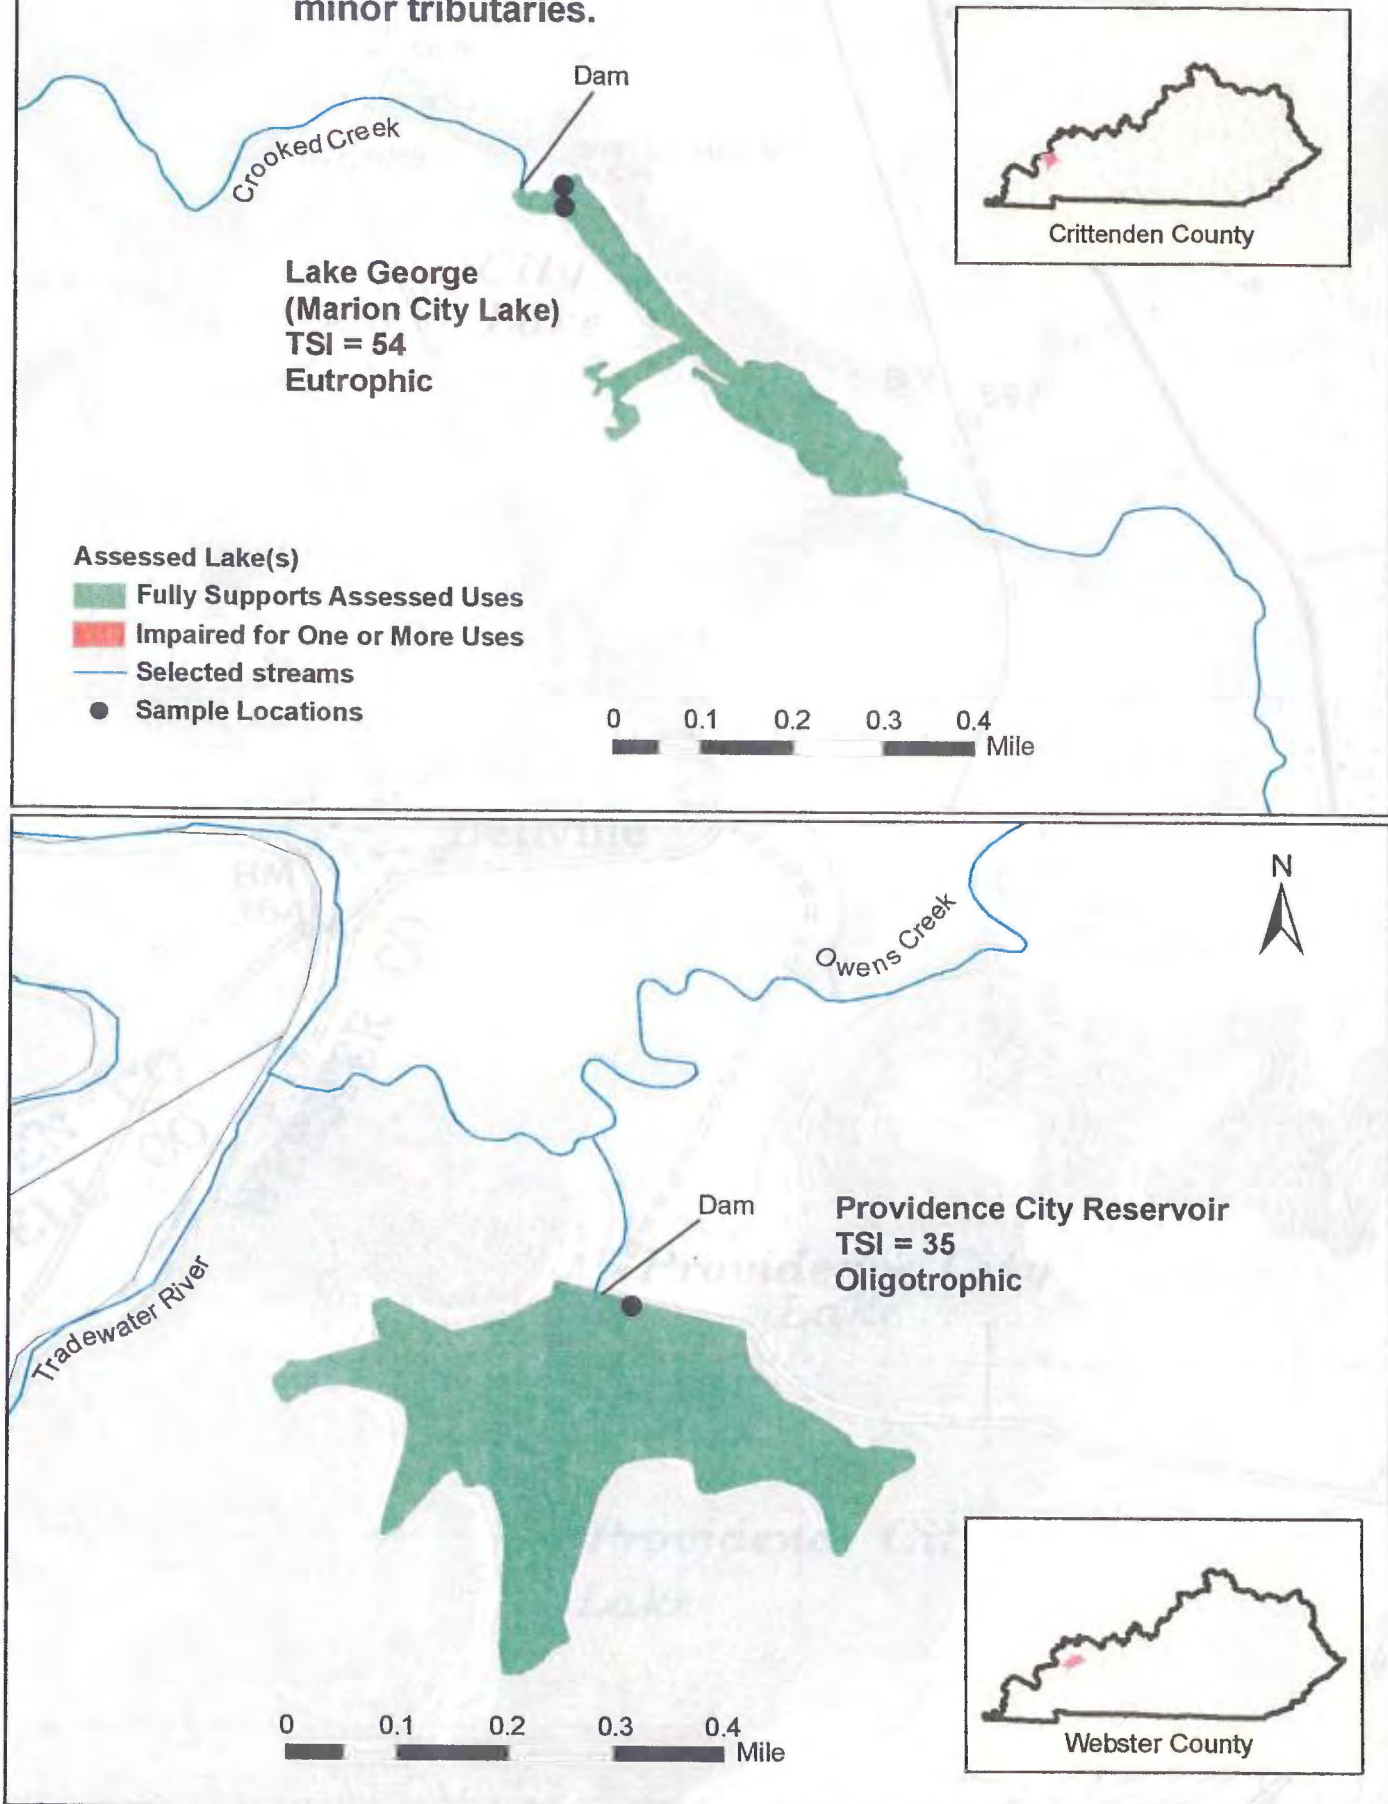 minor tributaries.
Dam
Crooked Creek
Crittenden County
Lake George
(Marion City Lake)
TSI = 54
Eutrophic
Assessed Lake(s)
Fully Supports Assessed Uses
Impaired for One or More Uses
Selected streams
Sample Locations
0 0.1 0.2 0.3 0.4
Mile
N
Owens Creek
Dam
Providence City Reservoir
TSI = 35
Oligotrophic
Tradewater River
0 0.1 0.2 0.3 0.4
Mile
Webster County